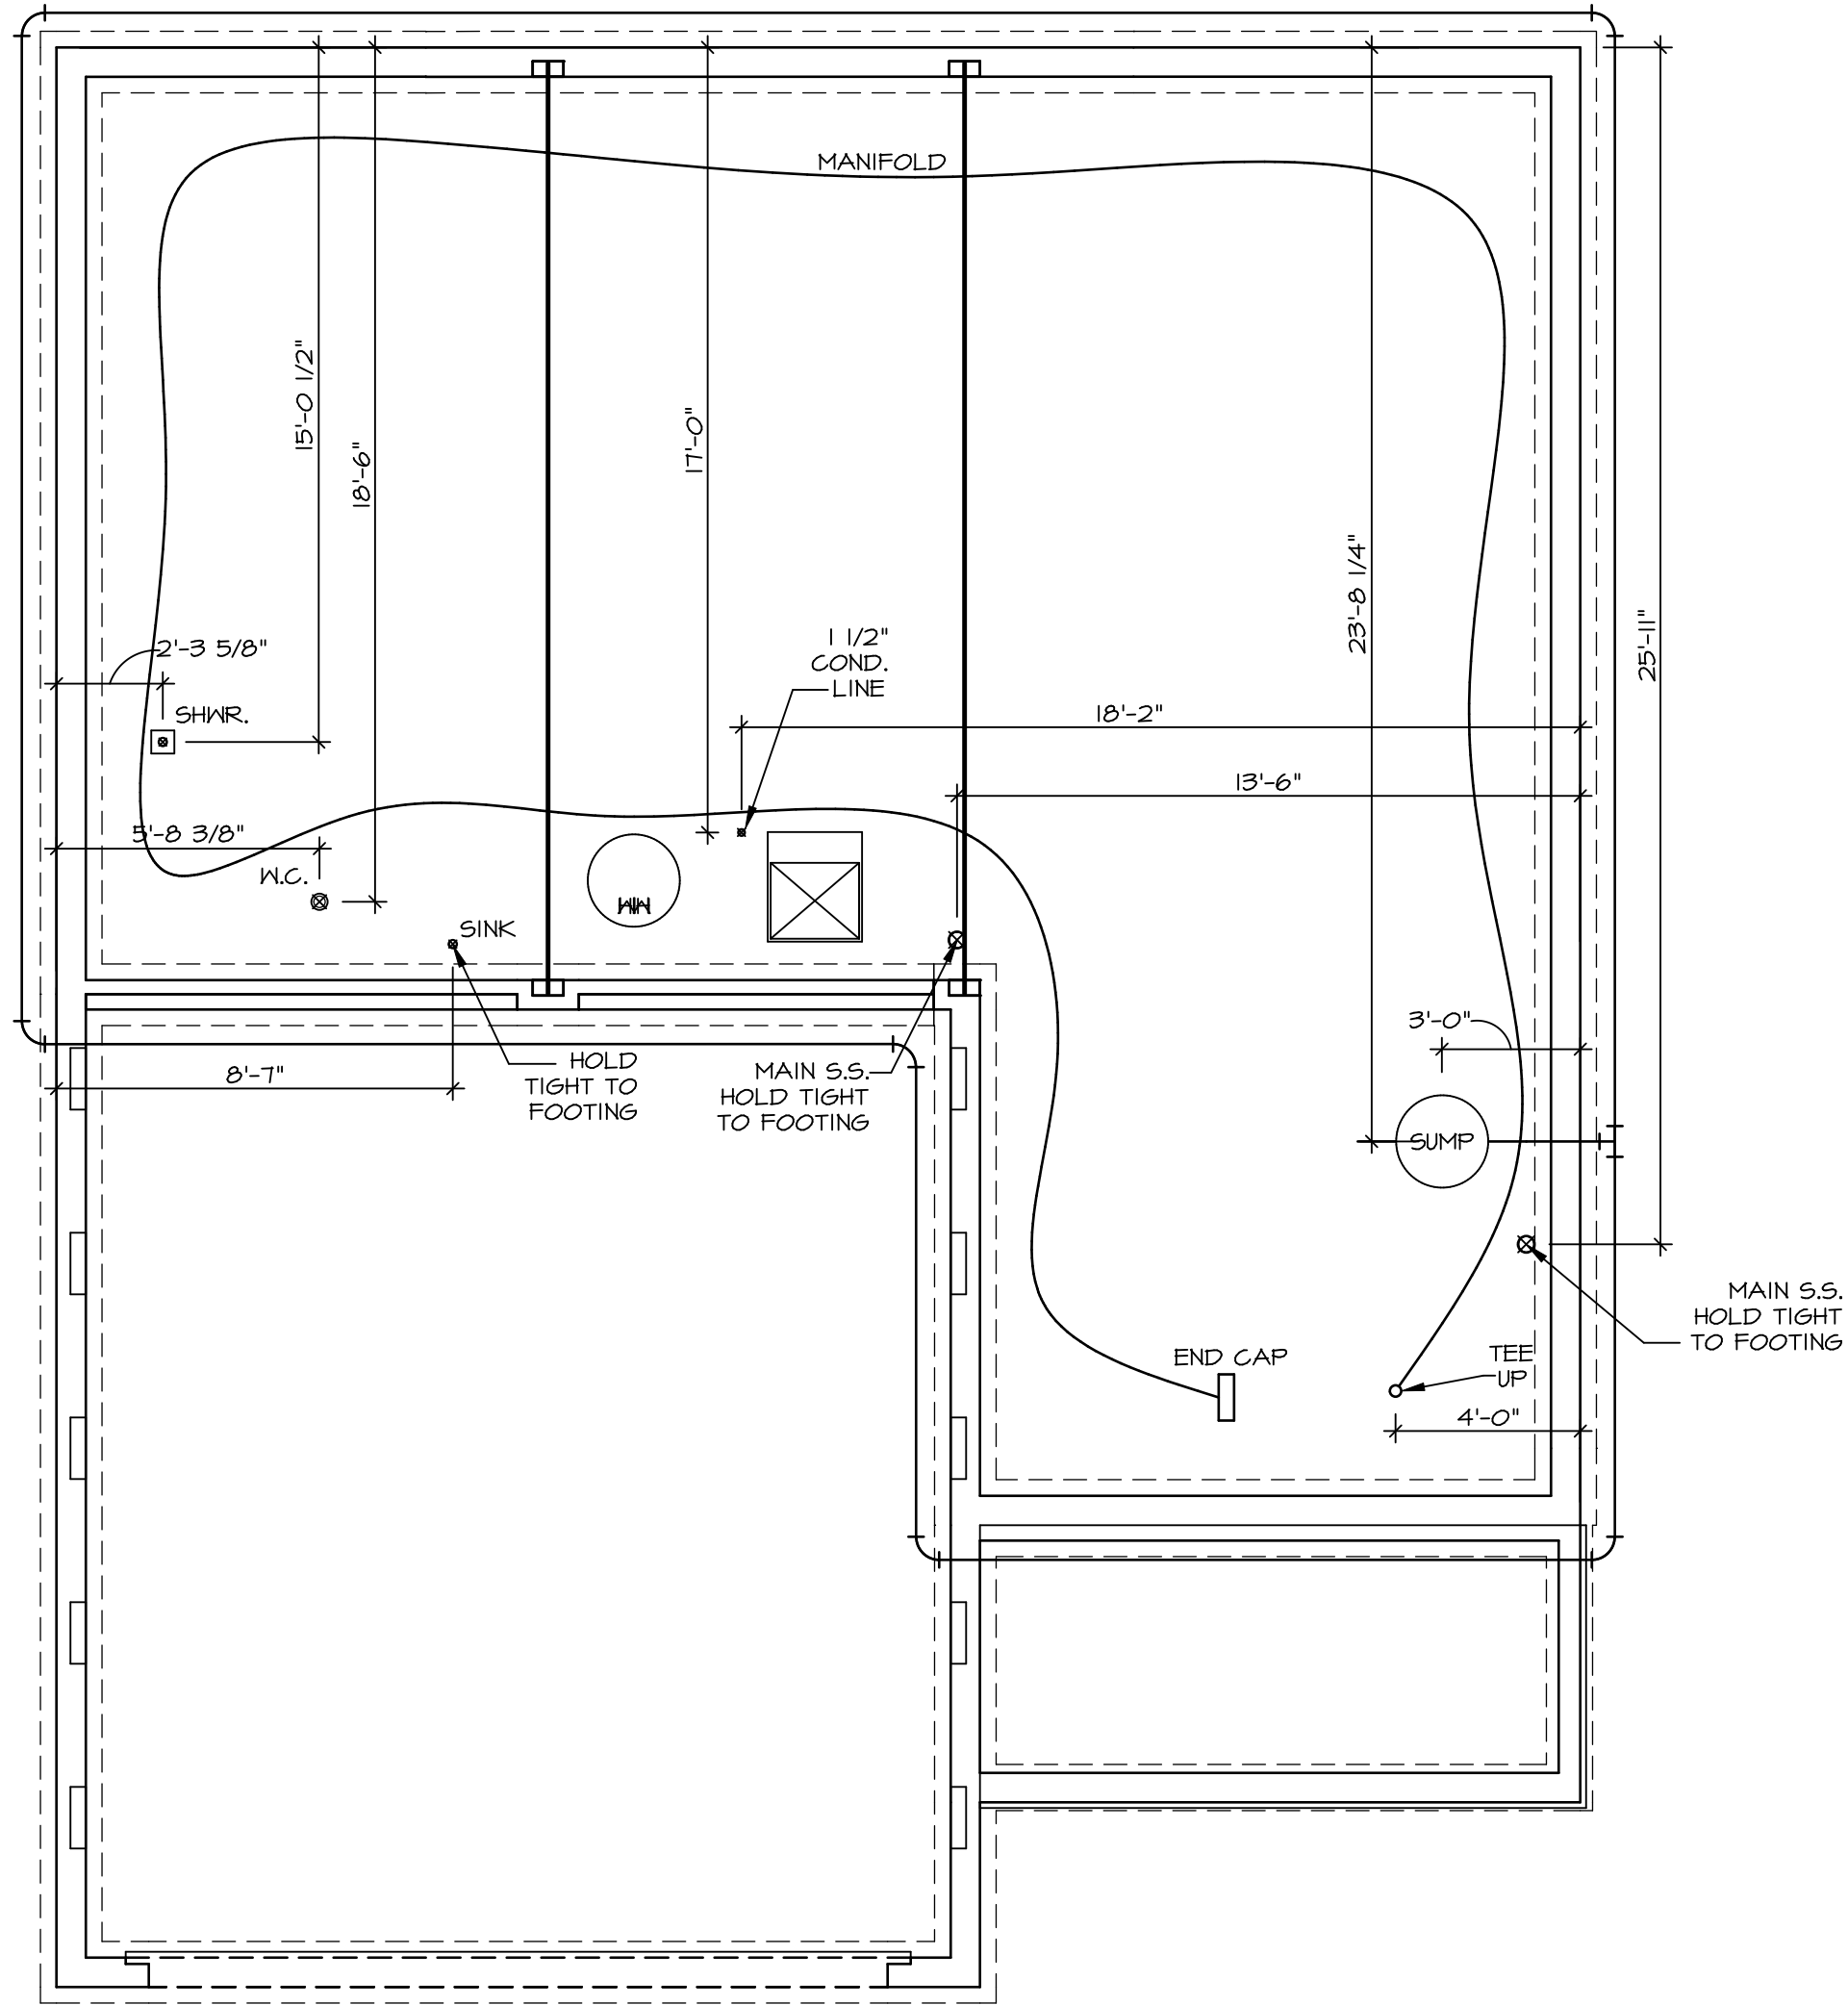 MANIFOLD
15'-0 1/2"
18'-6"
17'-0"
23'-8 1/4"
25'-11"
2'-3 5/8"
SHWR.
1 1/2"
COND.
LINE
18'-2"
13'-6"
5'-8 3/8"
W.C.
SINK
HW
8'-7"
HOLD
TIGHT TO
FOOTING
MAIN S.S.
HOLD TIGHT
TO FOOTING
3'-0"
SUMP
MAIN S.S.
HOLD TIGHT
TO FOOTING
END CAP
TEE
UP
4'-0"